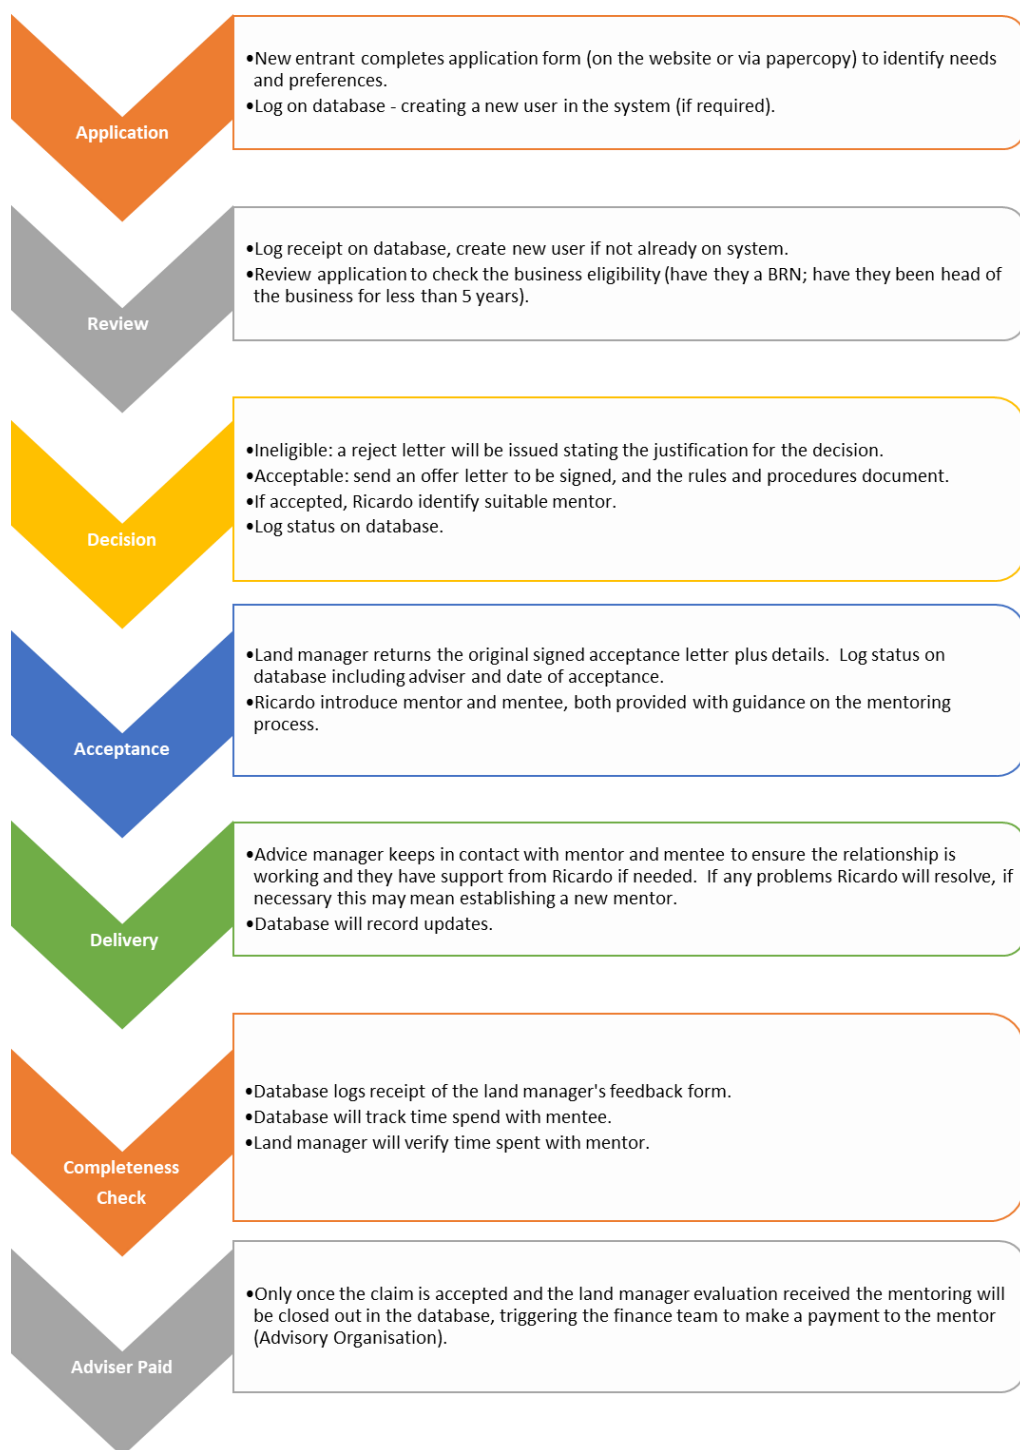 Application
•New entrant completes application form (on the website or via papercopy) to identify needs
and preferences.
•Log on database - creating a new user in the system (if required).
Review
•Log receipt on database, create new user if not already on system.
•Review application to check the business eligibility (have they a BRN; have they been head of
the business for less than 5 years).
Decision
•Ineligible: a reject letter will be issued stating the justification for the decision.
•Acceptable: send an offer letter to be signed, and the rules and procedures document.
•If accepted, Ricardo identify suitable mentor.
•Log status on database.
Acceptance
•Land manager returns the original signed acceptance letter plus details.  Log status on
database including adviser and date of acceptance.
•Ricardo introduce mentor and mentee, both provided with guidance on the mentoring
process.
Delivery
•Advice manager keeps in contact with mentor and mentee to ensure the relationship is
working and they have support from Ricardo if needed.  If any problems Ricardo will resolve, if
necessary this may mean establishing a new mentor.
•Database will record updates.
Completeness
Check
•Database logs receipt of the land manager's feedback form.
•Database will track time spend with mentee.
•Land manager will verify time spent with mentor.
Adviser Paid
•Only once the claim is accepted and the land manager evaluation received the mentoring will
be closed out in the database, triggering the finance team to make a payment to the mentor
(Advisory Organisation).